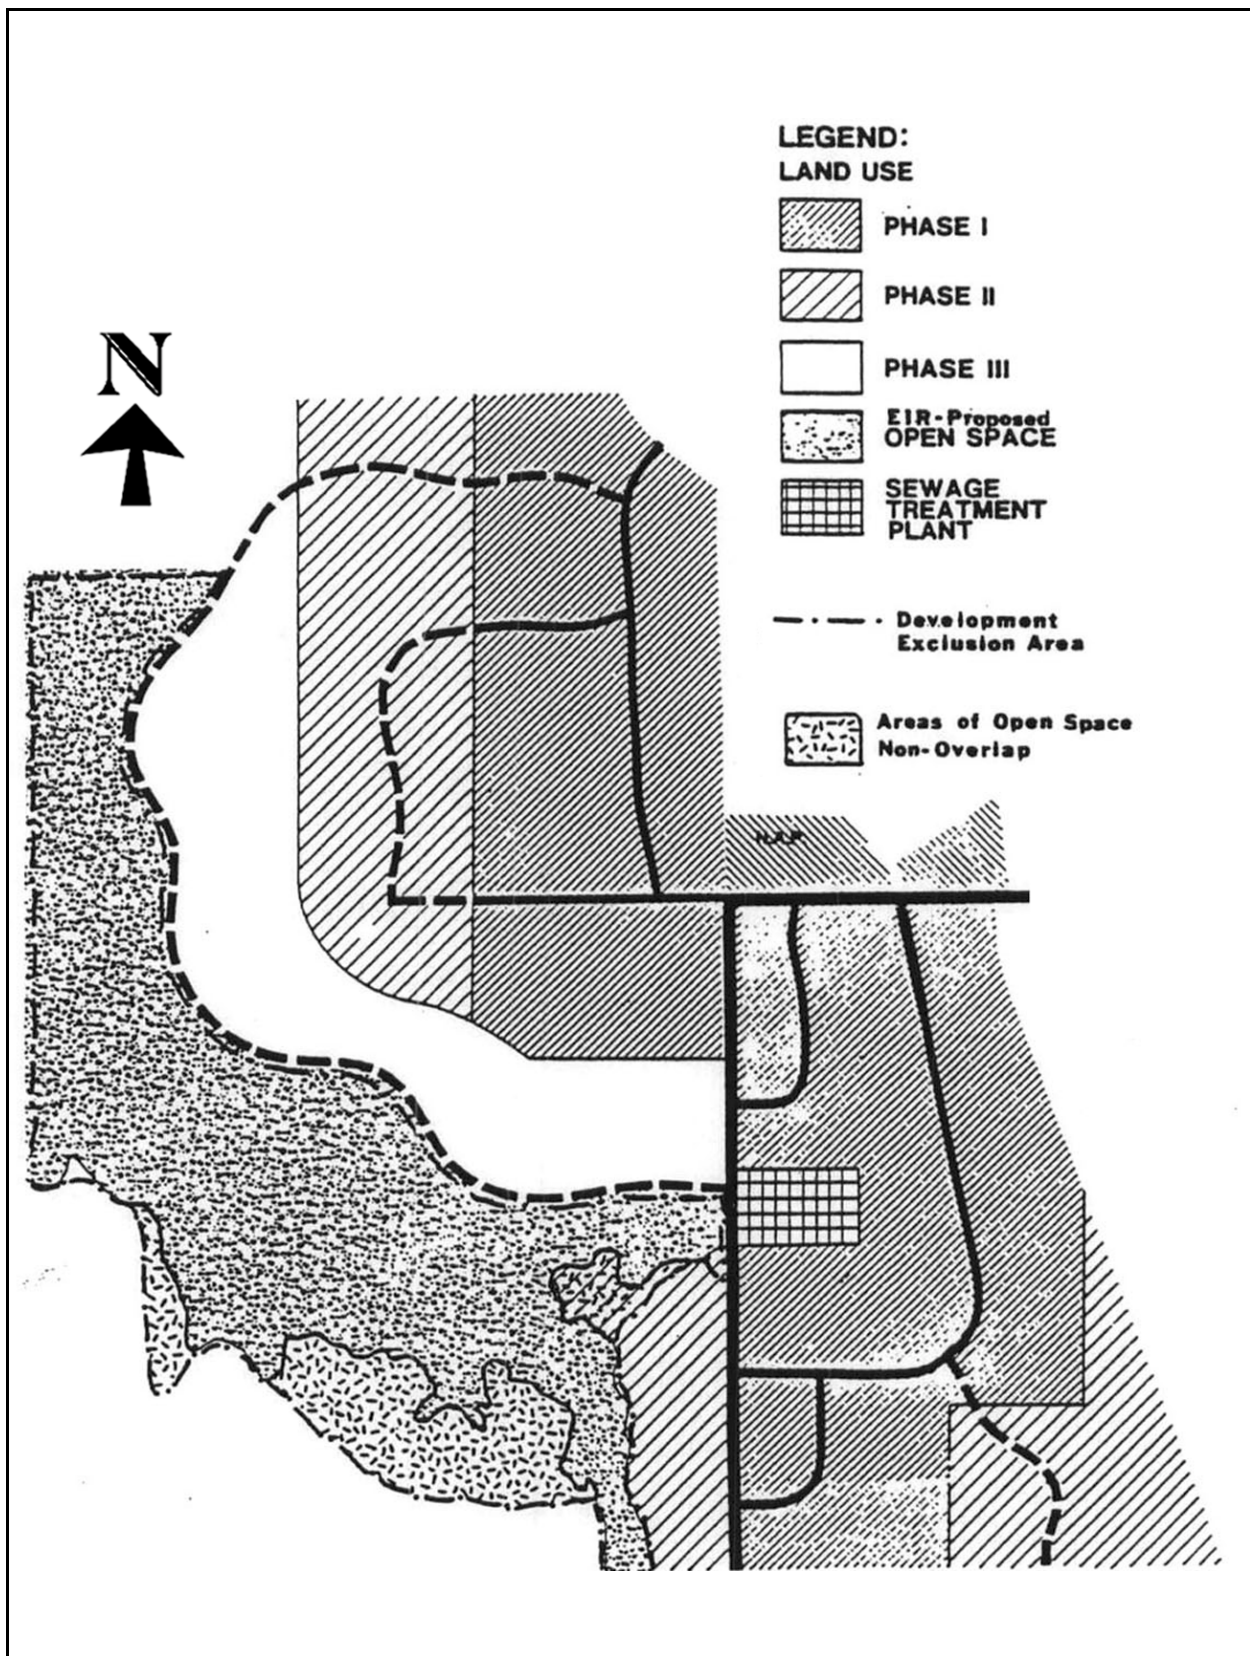 LEGEND:
LAND USE
PHASE I
PHASE II
PHASE III
EIR-Proposed
OPEN SPACE
SEWAGE
TREATMENT
PLANT
Development
Exclusion Area
Areas of Open Space
Non-Overlap
N
N.A.P.